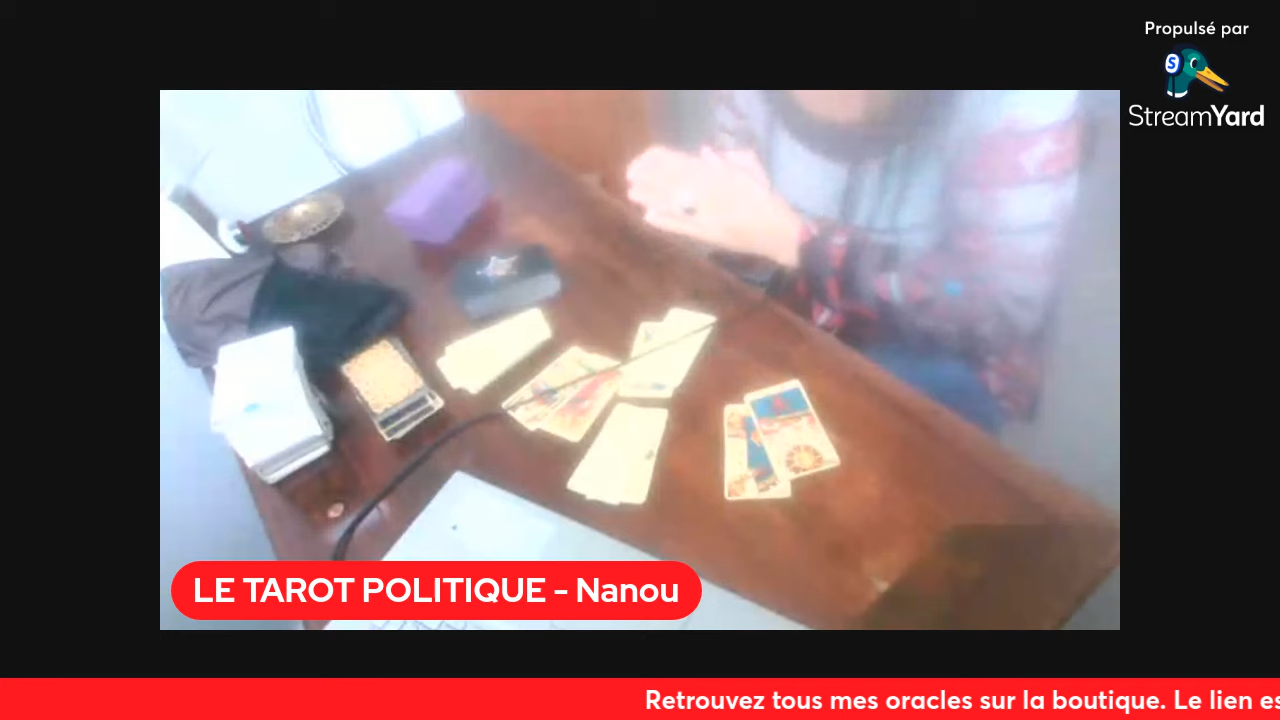 Propulsé par
S
StreamYard
LE TAROT POLITIQUE - Nanou
Retrouvez tous mes oracles sur la boutique. Le lien es